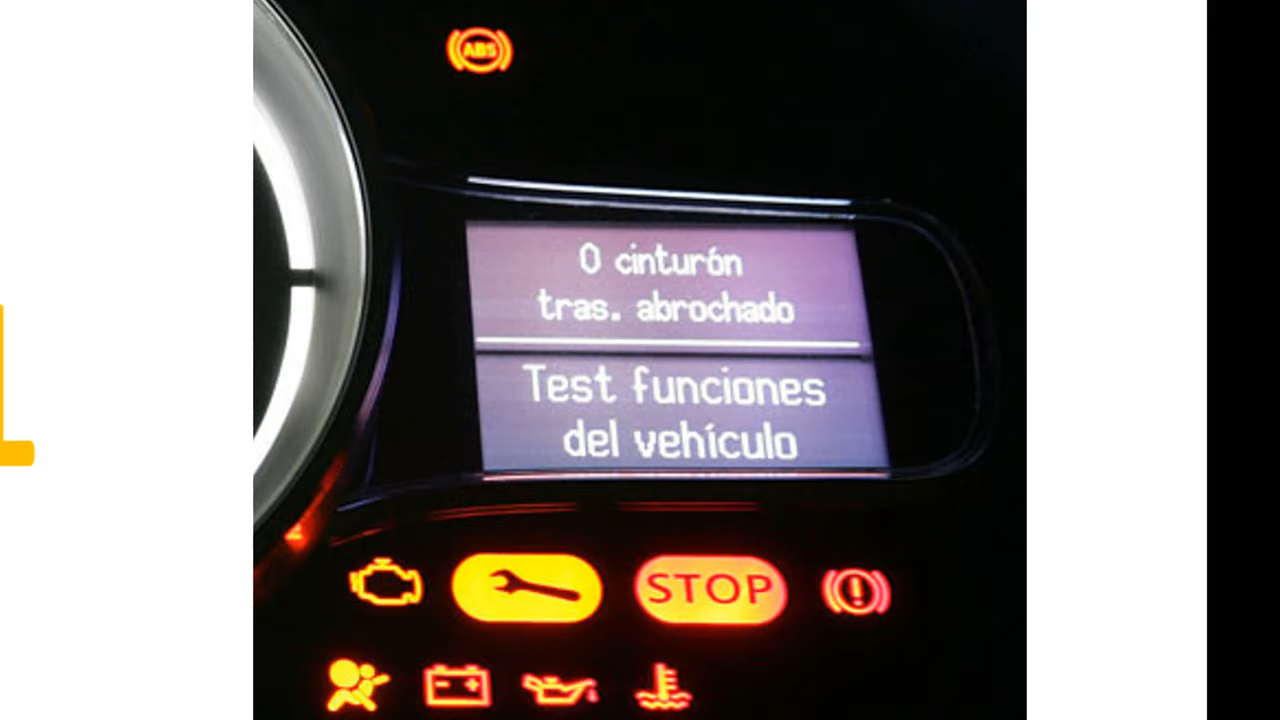 ABS
0 cinturón
tras. abrochado
Test funciones
del vehículo
STOP